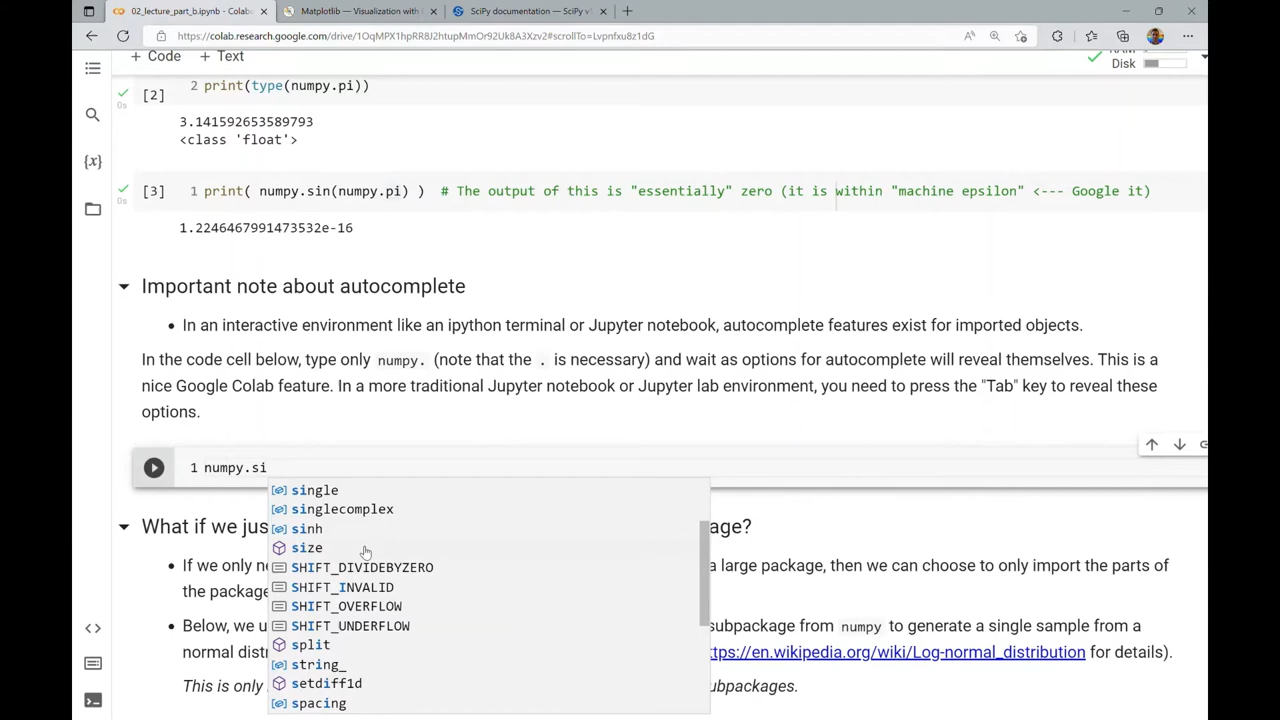 02_lecture_part_b.ipynb - Colabo
Matplotlib — Visualization with P
SciPy documentation — SciPy v1
https://colab.research.google.com/drive/1OqMPX1hpRR8J2htupMmOr92Uk8A3Xzv2#scrollTo=Lvpnfxu8z1dG
+ Code + Text
RAM
Disk
[2]
2 print(type(numpy.pi))
0s
3.141592653589793
<class 'float'>
[3] 1 print( numpy.sin(numpy.pi) ) # The output of this is "essentially" zero (it is within "machine epsilon" <--- Google it)
0s
1.2246467991473532e-16
Important note about autocomplete
• In an interactive environment like an ipython terminal or Jupyter notebook, autocomplete features exist for imported objects.
In the code cell below, type only numpy. (note that the . is necessary) and wait as options for autocomplete will reveal themselves. This is a
nice Google Colab feature. In a more traditional Jupyter notebook or Jupyter lab environment, you need to press the "Tab" key to reveal these
options.
1 numpy.si
single
singlecomplex
sinh
size
SHIFT_DIVIDEBYZERO
SHIFT_INVALID
SHIFT_OVERFLOW
SHIFT_UNDERFLOW
split
string_
setdiff1d
spacing
What if we jus age?
• If we only ne a large package, then we can choose to only import the parts of
the package
• Below, we u subpackage from numpy to generate a single sample from a
normal distr ttps://en.wikipedia.org/wiki/Log-normal_distribution for details).
This is only subpackages.